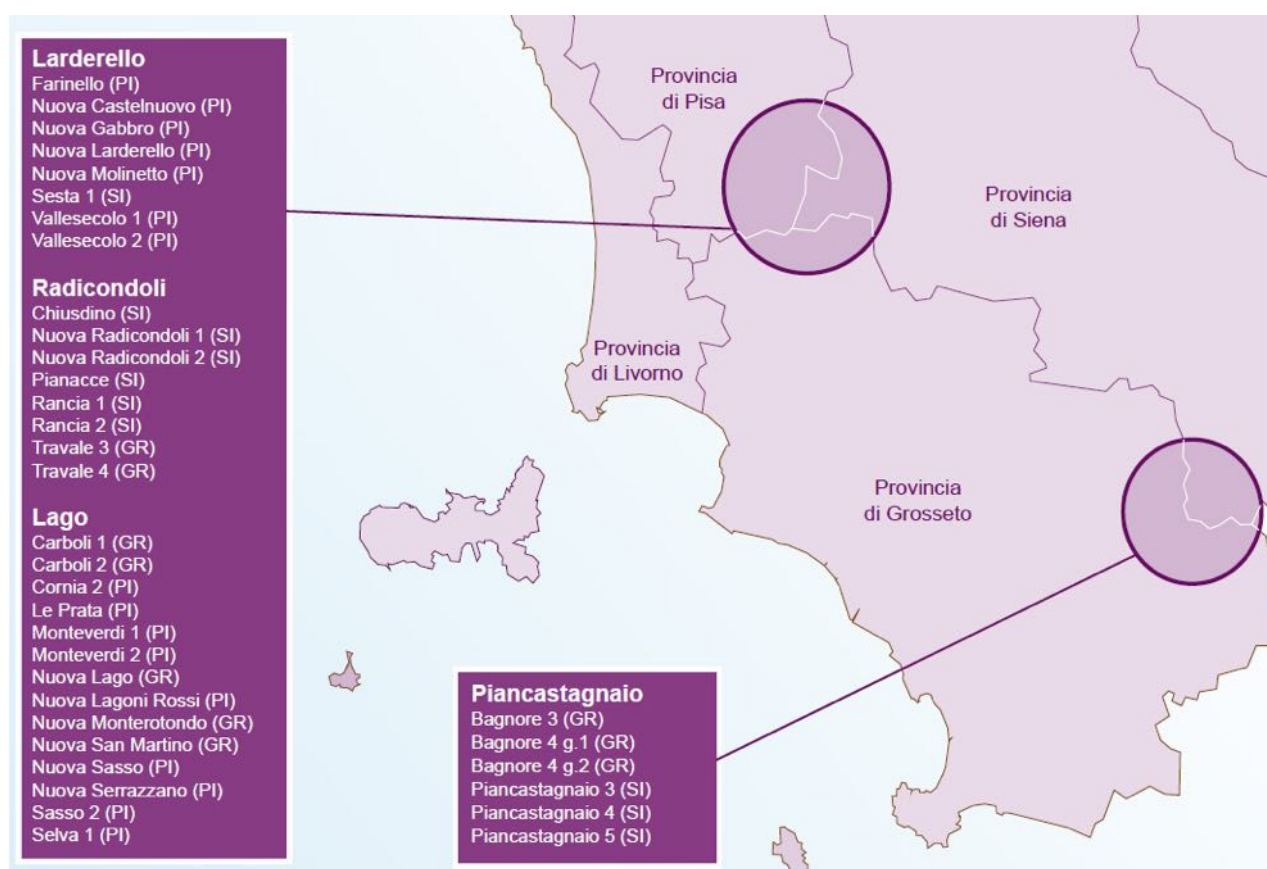 Larderello
Farinello (PI)
Nuova Castelnuovo (PI)
Nuova Gabbro (PI)
Nuova Larderello (PI)
Nuova Molinetto (PI)
Sesta 1 (SI)
Vallesecolo 1 (PI)
Vallesecolo 2 (PI)
Radicondoli
Chiusdino (SI)
Nuova Radicondoli 1 (SI)
Nuova Radicondoli 2 (SI)
Pianacce (SI)
Rancia 1 (SI)
Rancia 2 (SI)
Travale 3 (GR)
Travale 4 (GR)
Lago
Carboli 1 (GR)
Carboli 2 (GR)
Cornia 2 (PI)
Le Prata (PI)
Monteverdi 1 (PI)
Monteverdi 2 (PI)
Nuova Lago (GR)
Nuova Lagoni Rossi (PI)
Nuova Monterotondo (GR)
Nuova San Martino (GR)
Nuova Sasso (PI)
Nuova Serrazzano (PI)
Sasso 2 (PI)
Selva 1 (PI)
Provincia
di Pisa
Provincia
di Siena
Provincia
di Livorno
Provincia
di Grosseto
Piancastagnaio
Bagnore 3 (GR)
Bagnore 4 g.1 (GR)
Bagnore 4 g.2 (GR)
Piancastagnaio 3 (SI)
Piancastagnaio 4 (SI)
Piancastagnaio 5 (SI)